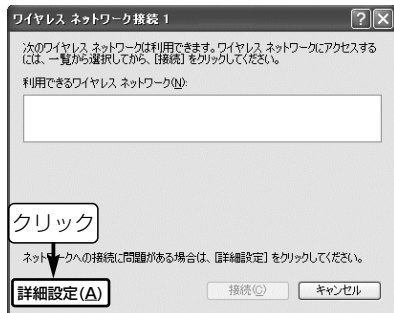 ワイヤレス ネットワーク接続 1
次のワイヤレス ネットワークは利用できます。ワイヤレス ネットワークにアクセスする
には、一覧から選択してから、[接続] をクリックしてください。
利用できるワイヤレス ネットワーク(N):
クリック
ネットワークへの接続に問題がある場合は、[詳細設定] をクリックしてください。
詳細設定(A)
接続(C)
キャンセル